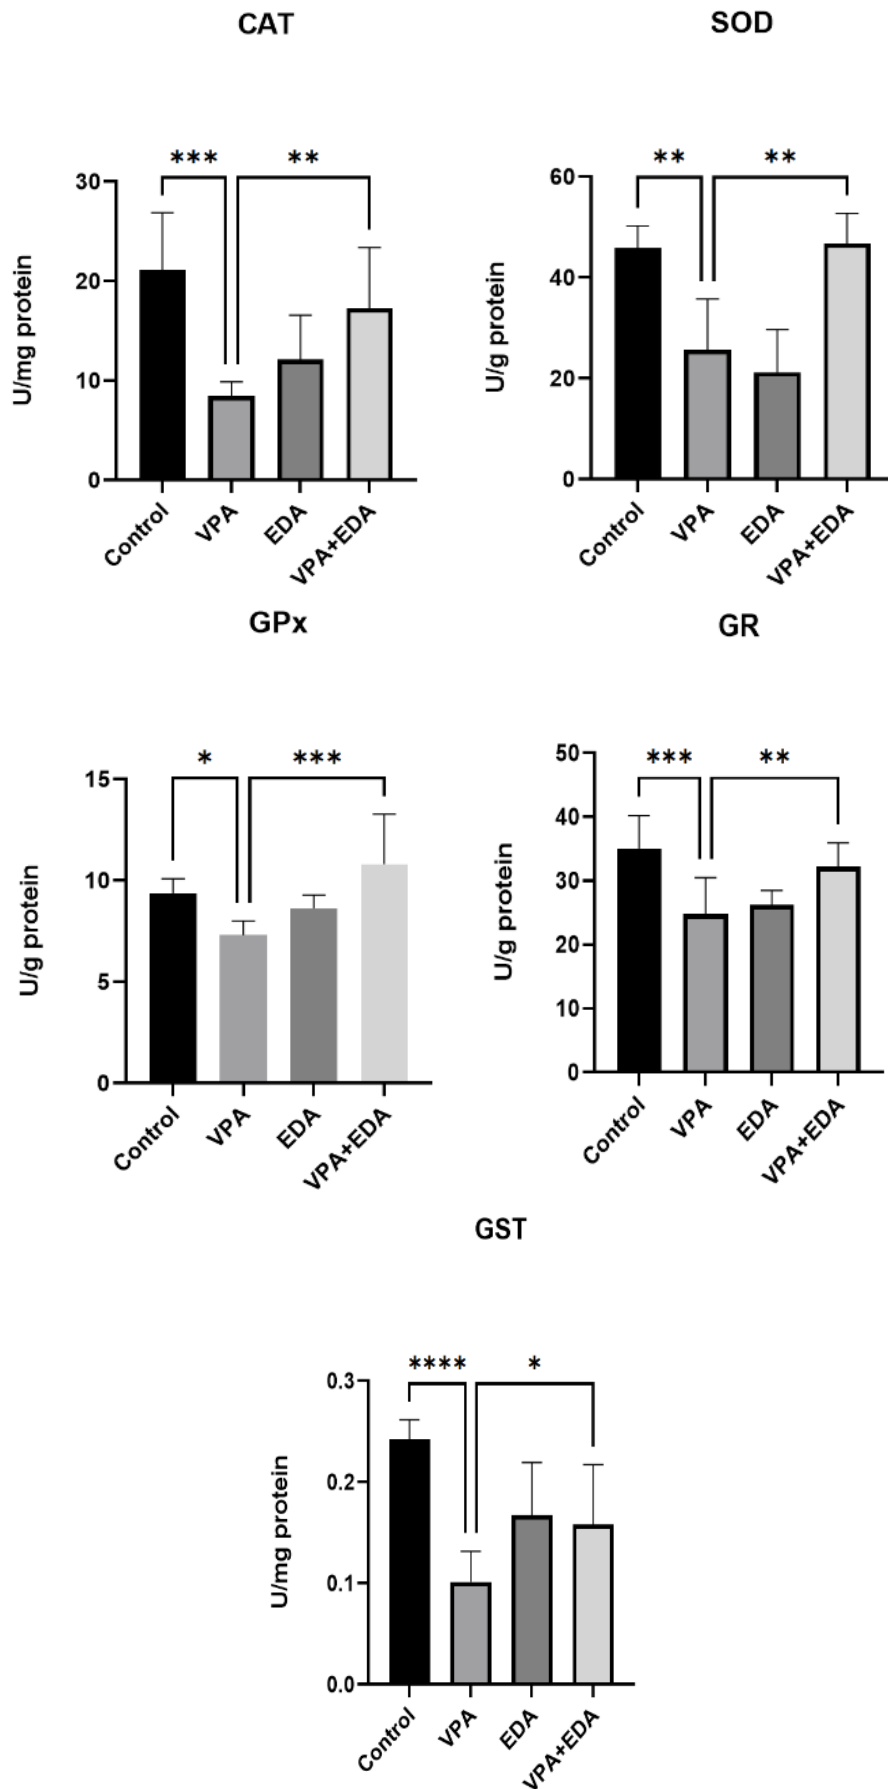 CAT
*** **
30
20
10
0
U/mg protein
Control VPA EDA VPA+EDA
SOD
** **
60
40
20
0
U/g protein
Control VPA EDA VPA+EDA
GPx
* ***
15
10
5
0
U/g protein
Control VPA EDA VPA+EDA
GR
*** **
50
40
30
20
10
0
U/g protein
Control VPA EDA VPA+EDA
GST
**** *
0.3
0.2
0.1
0.0
U/mg protein
Control VPA EDA VPA+EDA